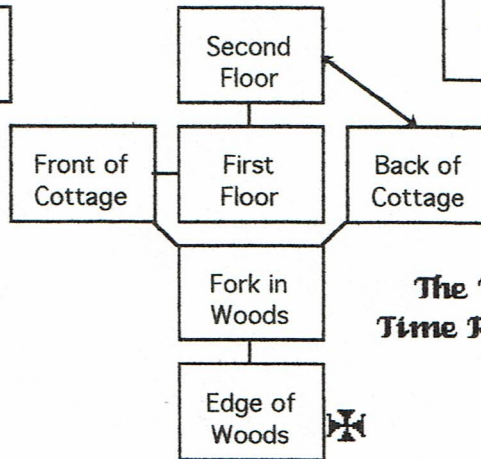 Second
Floor
Front of
Cottage
First
Floor
Back of
Cottage
Fork in
Woods
The
Time
Edge of
Woods